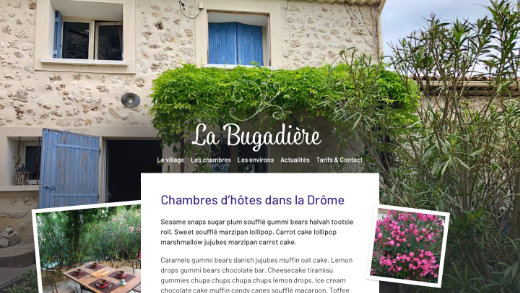 La Bugadière
Le village Les chambres Les environs Actualités Tarifs & Contact
Chambres d'hôtes dans la Drôme
Sesame snaps sugar plum soufflé gummi bears halvah tootsie
roll. Sweet soufflé marzipan lollipop. Carrot cake lollipop
marshmallow jujubes marzipan carrot cake.
Caramels gummi bears danish jujubes muffin oat cake. Lemon
drops gummi bears chocolate bar. Cheesecake tiramisu
gummies chupa chups chupa chups lemon drops. Ice cream
chocolate cake muffin candy canes soufflé macaroon. Toffee